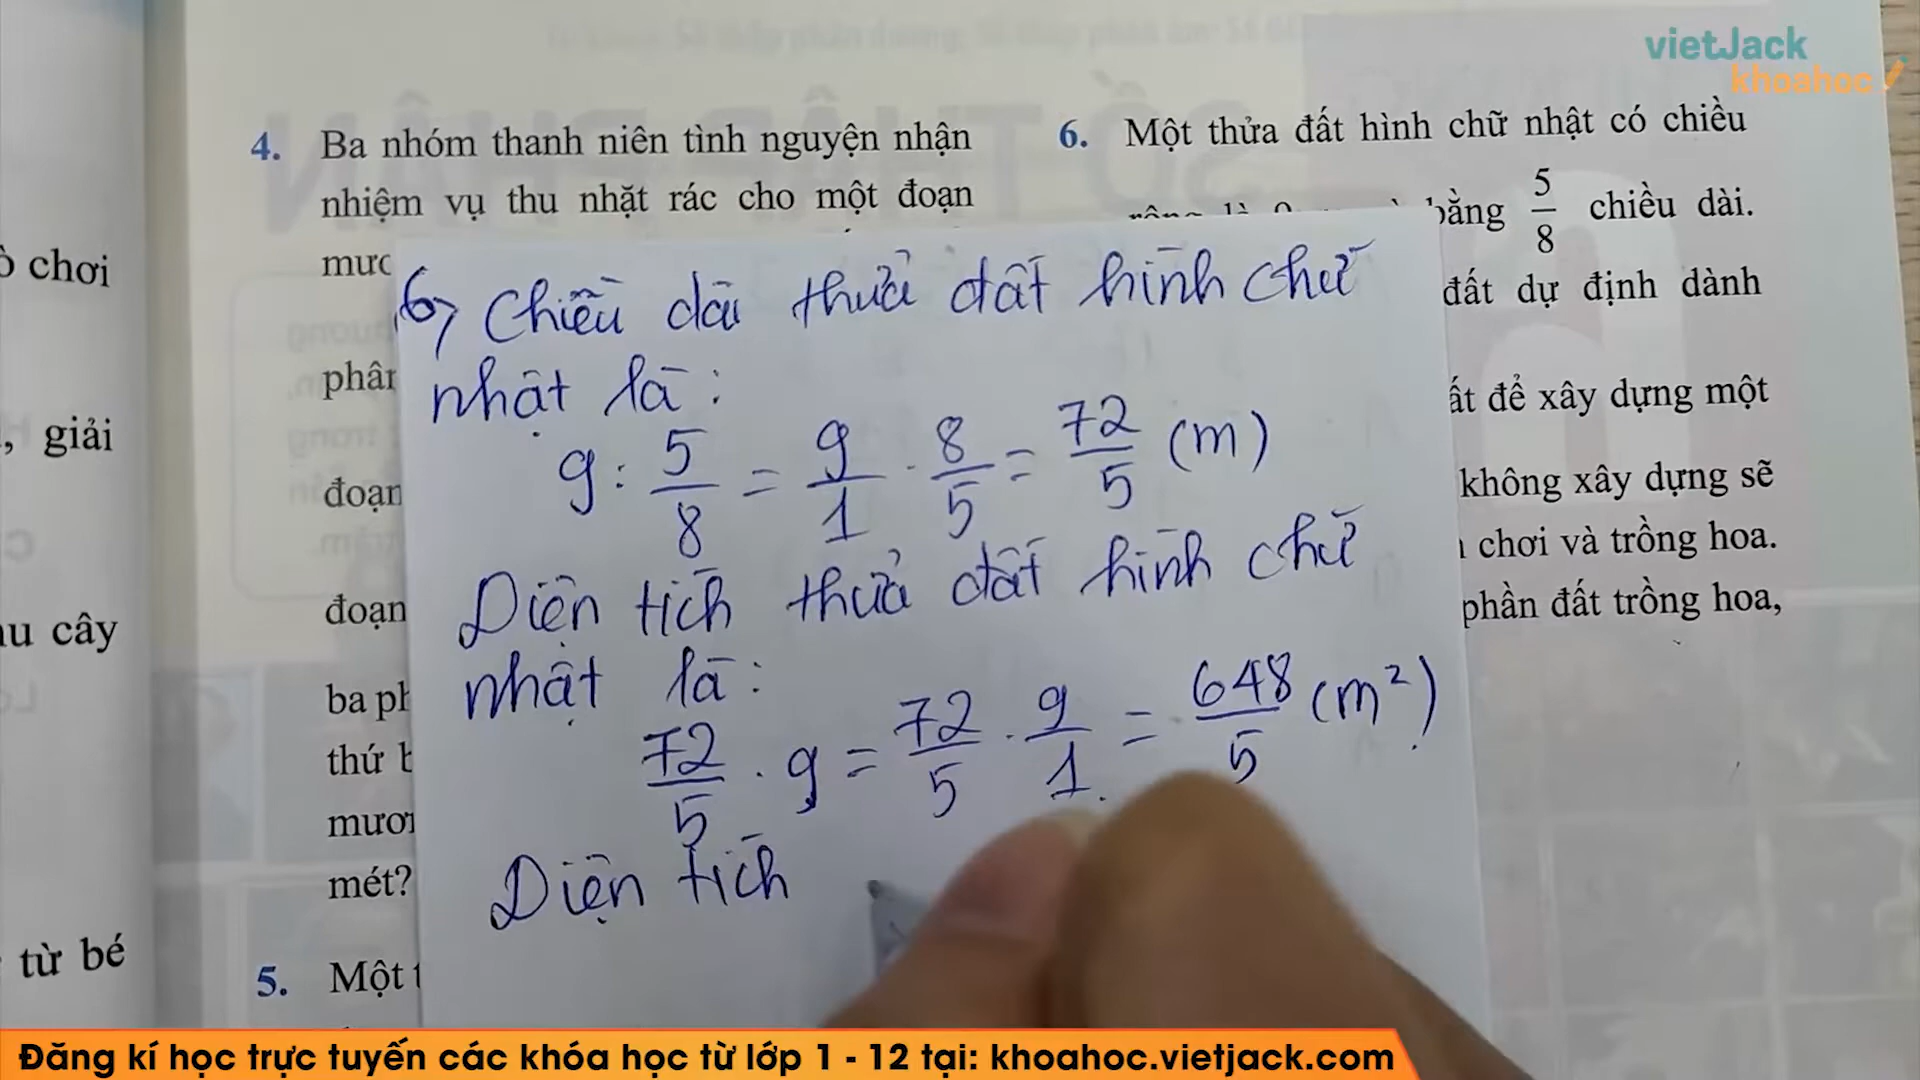 vietJack
khoahoc
4. Ba nhóm thanh niên tình nguyện nhận
nhiệm vụ thu nhặt rác cho một đoạn
6. Một thửa đất hình chữ nhật có chiều
bằng 5/8 chiều dài.
đất dự định dành
ất để xây dựng một
không xây dựng sẽ
chơi và trồng hoa.
phần đất trồng hoa,
ò chơi
, giải
u cây
từ bé
phân
đoạn
đoạn
thứ b
mươ
mét?
5. Một t
6) Chiều dài thửa đất hình chữ
nhật là:
9 : 5/8 = 9/1 . 8/5 = 72/5 (m)
Diện tích thửa đất hình chữ
nhật là:
72/5 . 9 = 72/5 . 9/1 = 648/5 (m²)
Diện tích
Đăng kí học trực tuyến các khóa học từ lớp 1 - 12 tại: khoahoc.vietjack.com